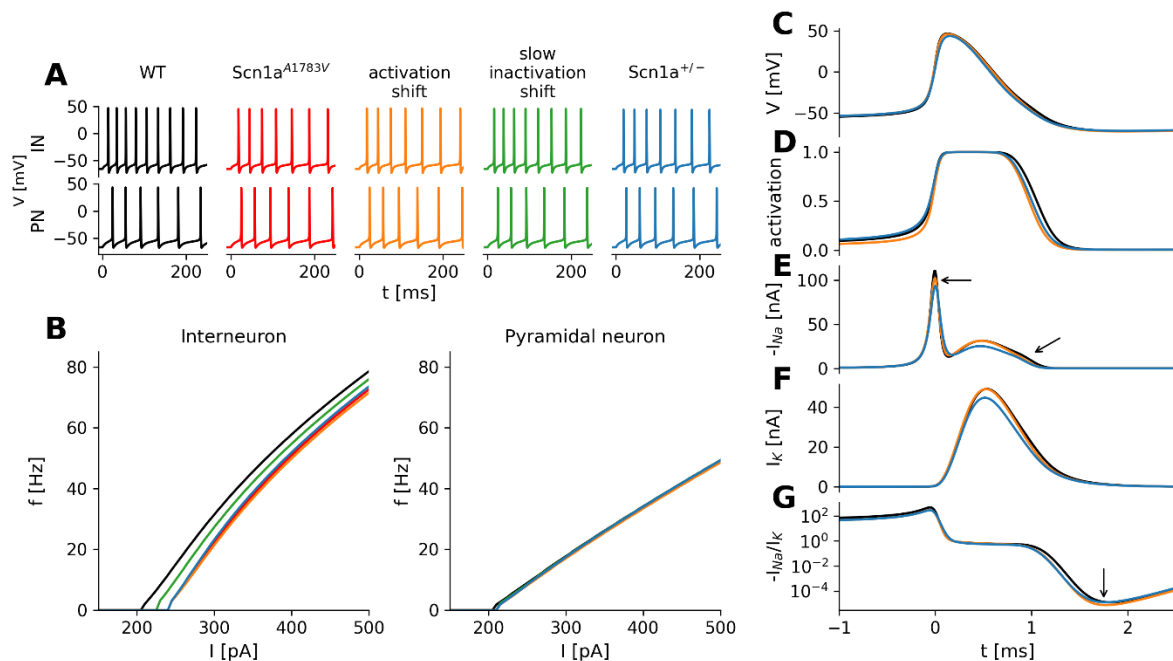 A
WT
Scn1a^A1783V
activation
shift
slow
inactivation
shift
Scn1a^+/−
V [mV]
IN
50
0
−50
PN
50
0
−50
0
200
0
200
0
200
0
200
0
200
t [ms]
B
Interneuron
f [Hz]
80
60
40
20
0
200
300
400
500
I [pA]
Pyramidal neuron
f [Hz]
80
60
40
20
0
200
300
400
500
I [pA]
C
V [mV]
50
0
−50
D
activation
1.0
0.5
0.0
E
-I_Na [nA]
100
50
0
F
I_K [nA]
40
20
0
G
-I_Na/I_K
10^2
10^0
10^−2
10^−4
−1
0
1
2
t [ms]